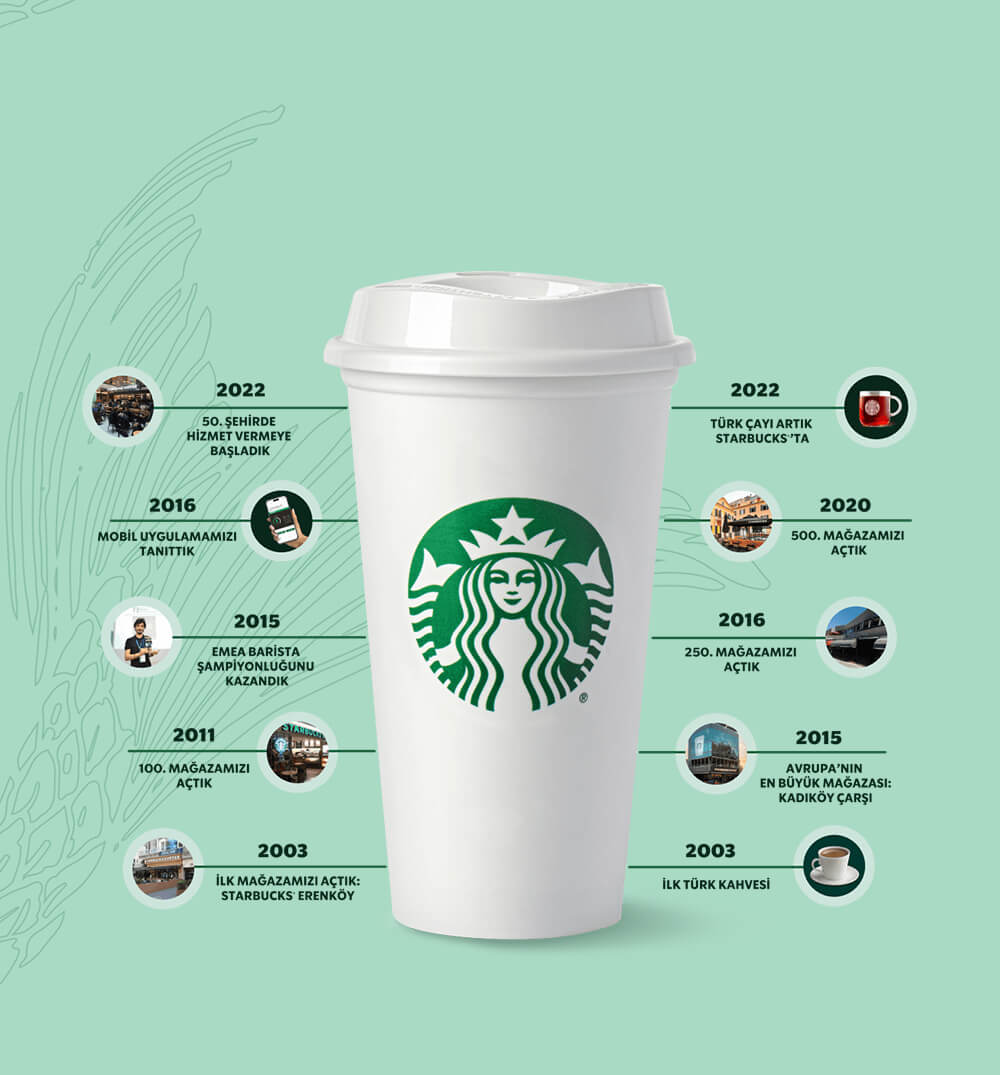 2022
50. ŞEHİRDE
HİZMET VERMEYE
BAŞLADIK
2022
TÜRK ÇAYI ARTIK
STARBUCKS'TA
2016
MOBİL UYGULAMAMIZI
TANITTIK
2020
500. MAĞAZAMIZI
AÇTIK
2015
EMEA BARİSTA
ŞAMPİYONLUĞUNU
KAZANDIK
2016
250. MAĞAZAMIZI
AÇTIK
2011
100. MAĞAZAMIZI
AÇTIK
STARBUCKS
2015
AVRUPA'NIN
EN BÜYÜK MAĞAZASI:
KADIKÖY ÇARŞI
2003
İLK MAĞAZAMIZI AÇTIK:
STARBUCKS ERENKÖY
2003
İLK TÜRK KAHVESİ
®